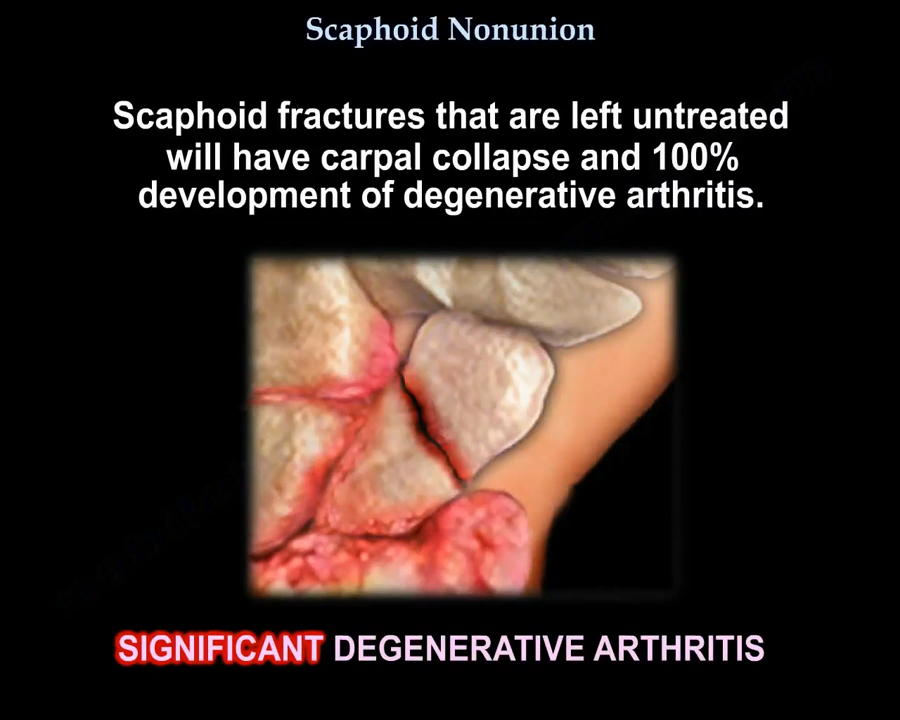 Scaphoid Nonunion
Scaphoid fractures that are left untreated
will have carpal collapse and 100%
development of degenerative arthritis.
SIGNIFICANT DEGENERATIVE ARTHRITIS